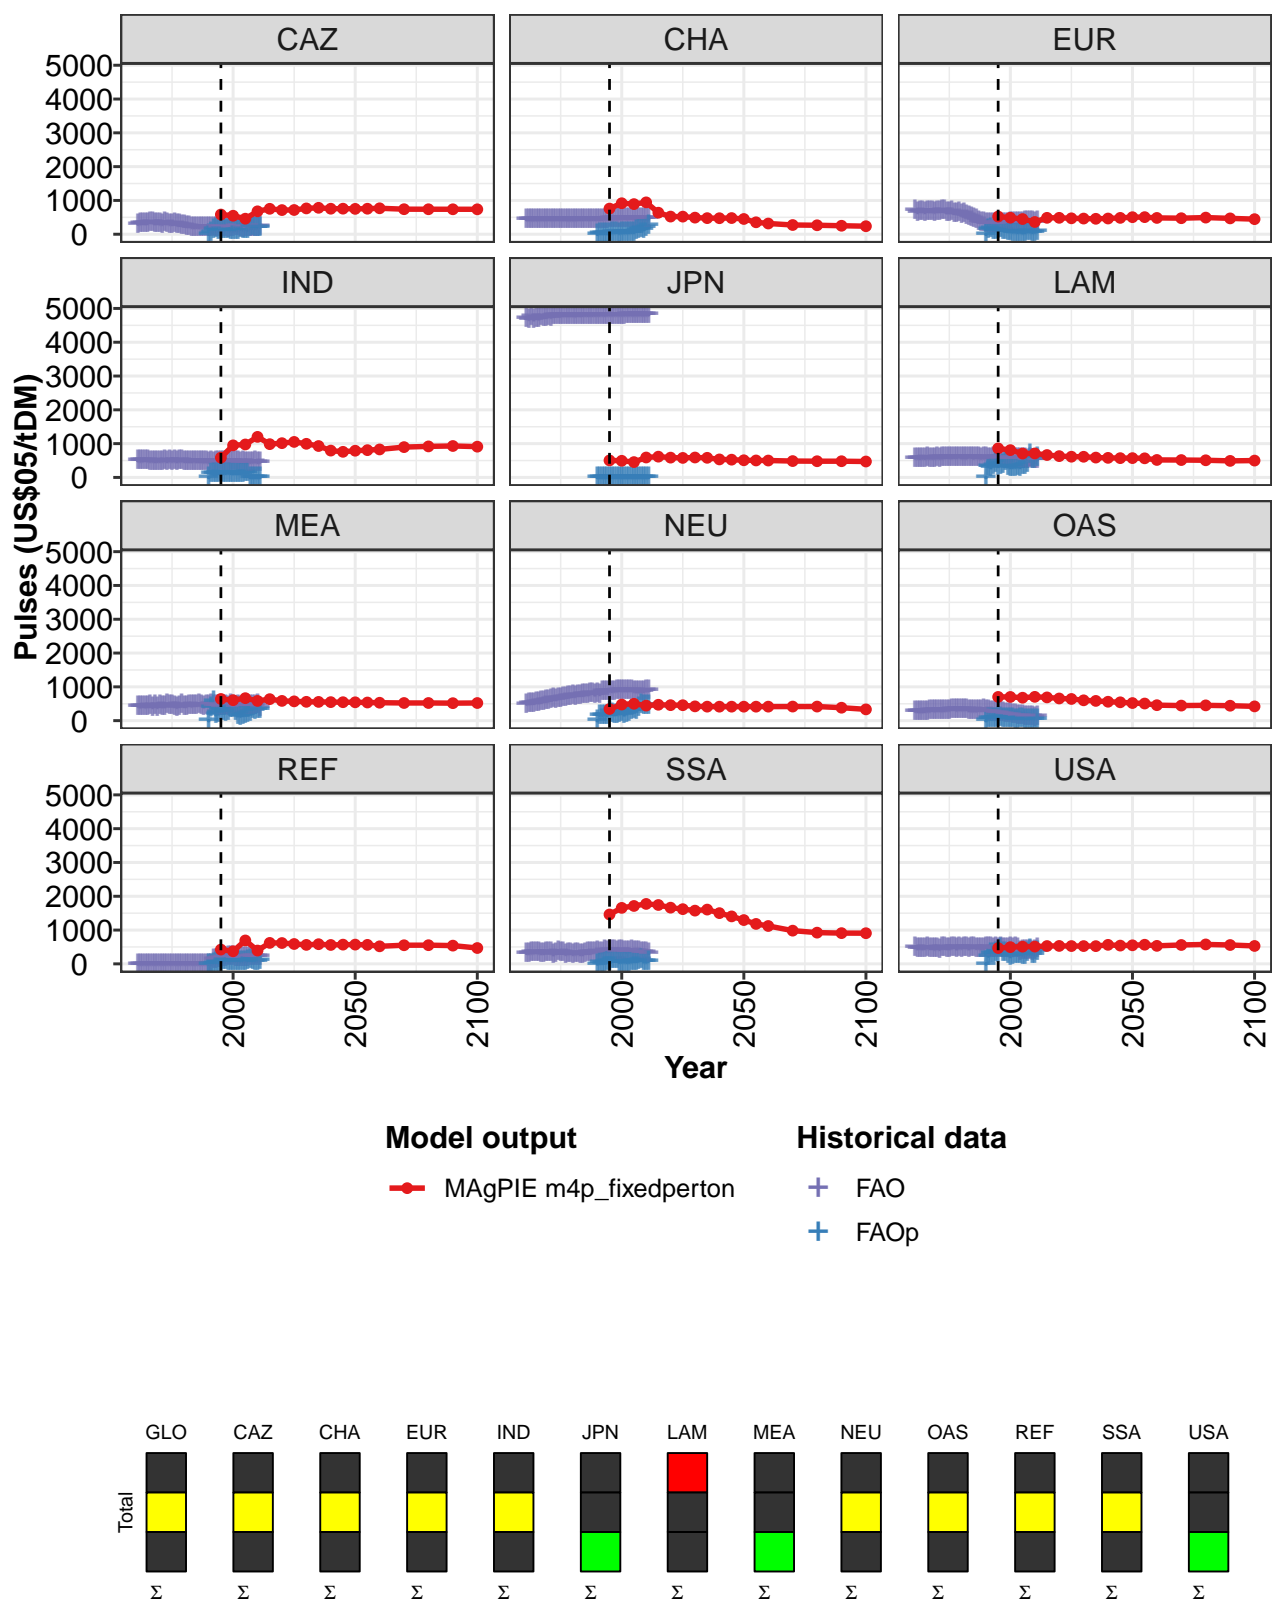 CAZ CHA EUR
5000
4000
3000
2000
1000
0
IND JPN LAM
5000
4000
3000
2000
1000
0
Pulses (US$05/tDM)
MEA NEU OAS
5000
4000
3000
2000
1000
0
REF SSA USA
5000
4000
3000
2000
1000
0
2000 2050 2100 2000 2050 2100 2000 2050 2100
Year
Model output Historical data
MAgPIE m4p_fixedperton FAO
FAOp
GLO CAZ CHA EUR IND JPN LAM MEA NEU OAS REF SSA USA
Total
Σ Σ Σ Σ Σ Σ Σ Σ Σ Σ Σ Σ Σ